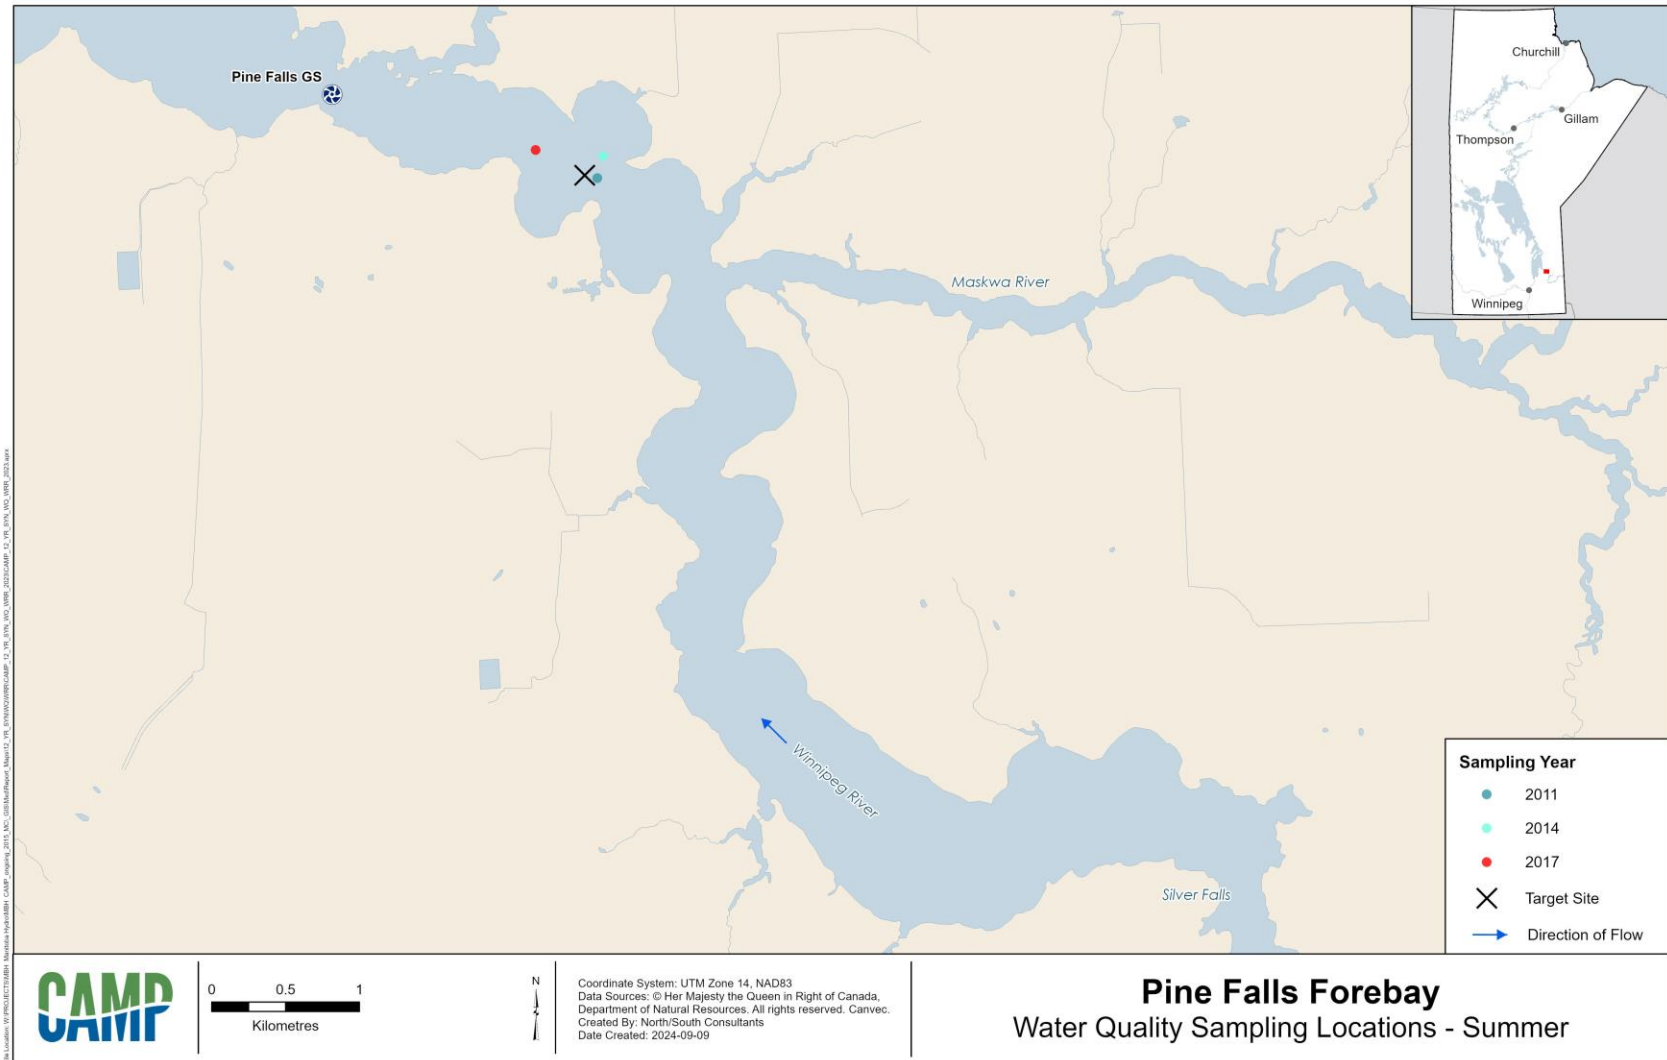 Pine Falls GS
Churchill
Gillam
Thompson
Winnipeg
Maskwa River
Winnipeg River
Silver Falls
Sampling Year
2011
2014
2017
Target Site
Direction of Flow
CAMP
0 0.5 1
Kilometres
N
Coordinate System: UTM Zone 14, NAD83
Data Sources: © Her Majesty the Queen in Right of Canada,
Department of Natural Resources. All rights reserved. Canvec.
Created By: North/South Consultants
Date Created: 2024-09-09
Pine Falls Forebay
Water Quality Sampling Locations - Summer